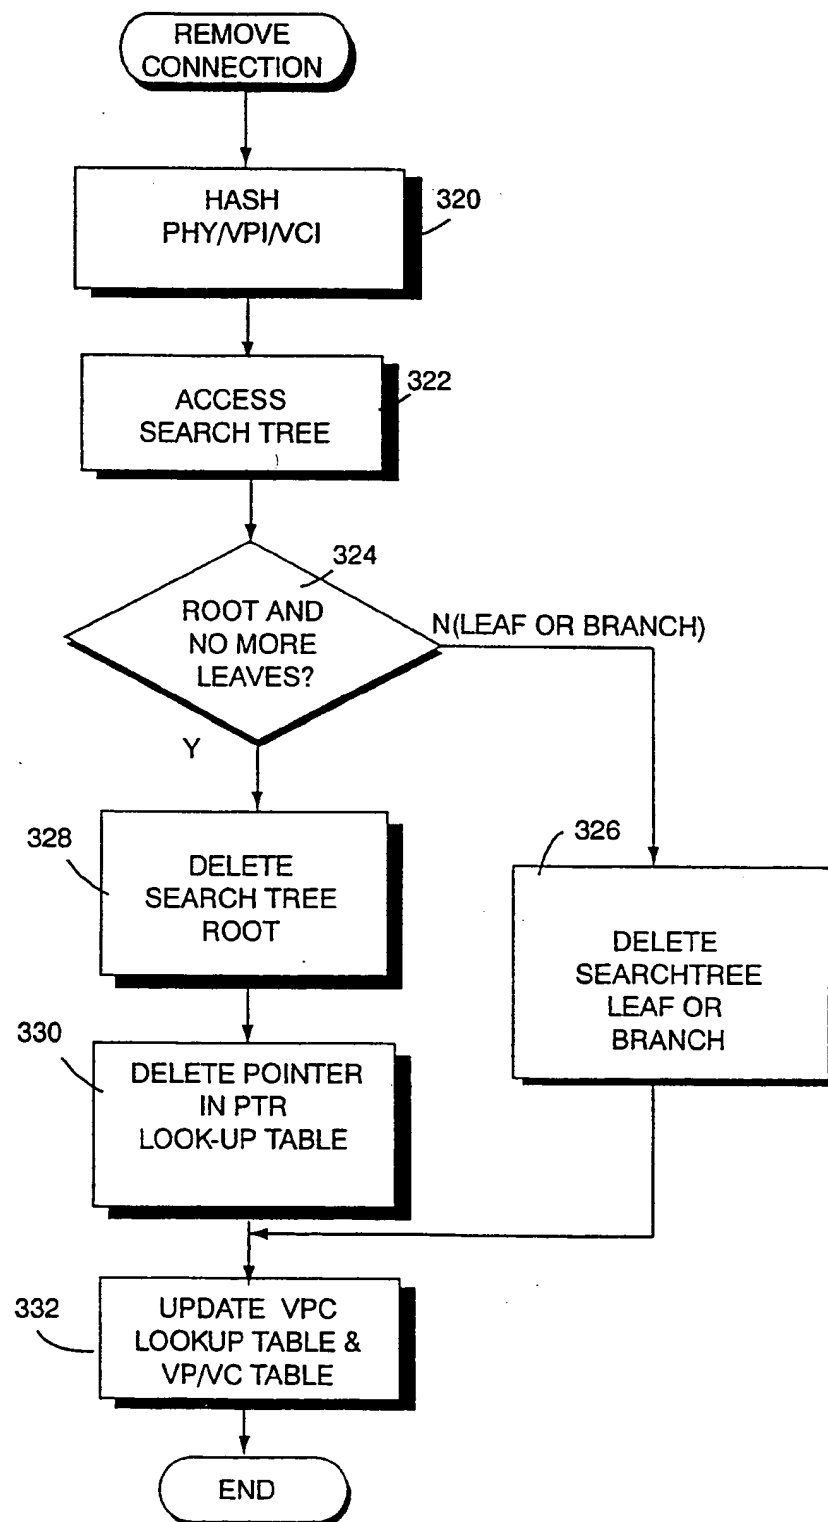 REMOVE
CONNECTION
HASH
PHY/VPI/VCI
320
ACCESS
SEARCH TREE
322
324
ROOT AND
NO MORE
LEAVES?
N(LEAF OR BRANCH)
Y
328
DELETE
SEARCH TREE
ROOT
326
DELETE
SEARCHTREE
LEAF OR
BRANCH
330
DELETE POINTER
IN PTR
LOOK-UP TABLE
332
UPDATE VPC
LOOKUP TABLE &
VP/VC TABLE
END